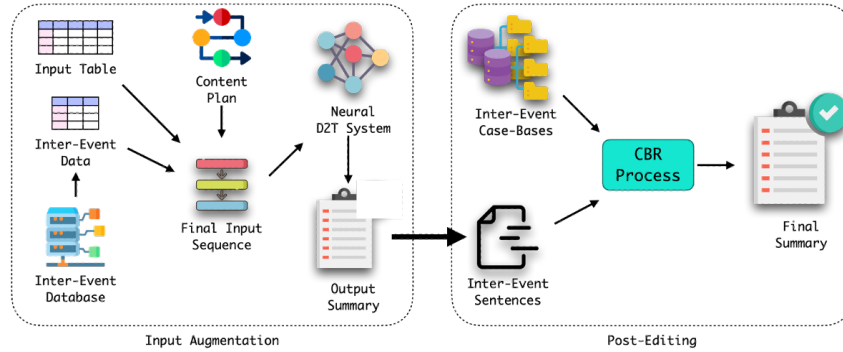 Input Table
Content
Plan
Neural
D2T System
Inter-Event
Data
Final Input
Sequence
Inter-Event
Database
Output
Summary
Input Augmentation
Inter-Event
Case-Bases
CBR
Process
Final
Summary
Inter-Event
Sentences
Post-Editing